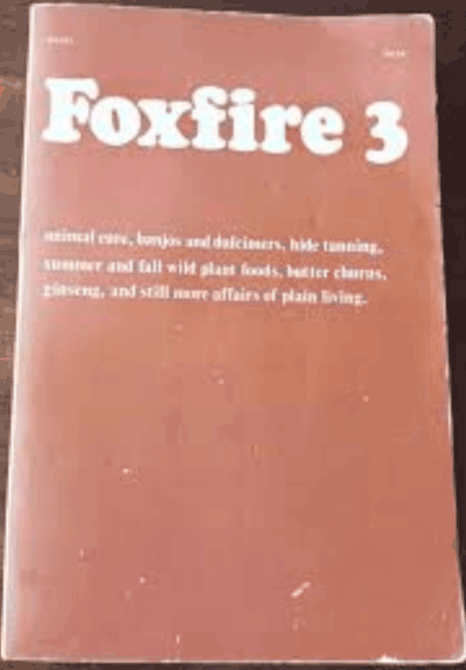 Foxfire 3
animal care, banjos and dulcimers, hide tanning,
summer and fall wild plant foods, butter churns,
ginseng, and still more affairs of plain living.